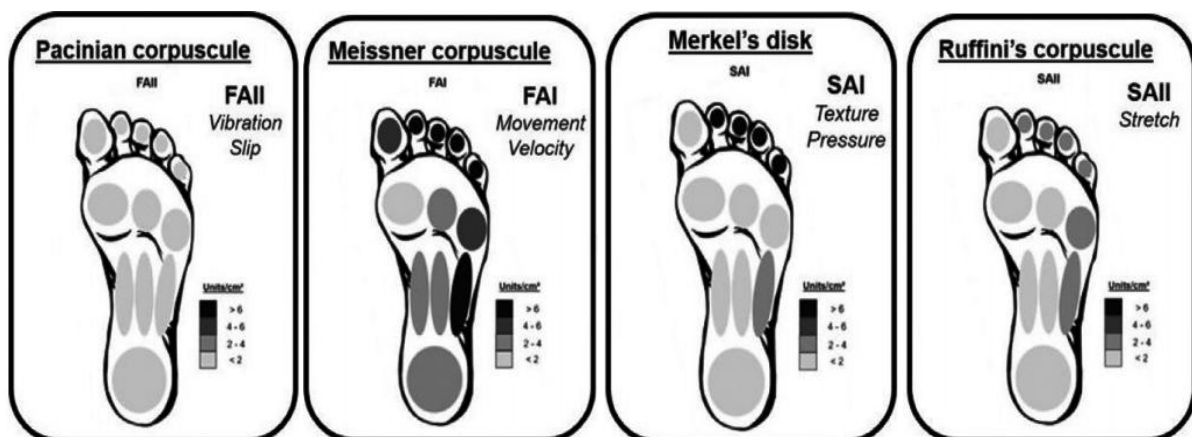 Pacinian corpuscule
FAII
FAII
Vibration
Slip
Units/cm²
> 6
4 - 6
2 - 4
< 2
Meissner corpuscule
FAI
FAI
Movement
Velocity
Units/cm²
> 6
4 - 6
2 - 4
< 2
Merkel's disk
SAI
SAI
Texture
Pressure
Units/cm²
> 6
4 - 6
2 - 4
< 2
Ruffini's corpuscule
SAII
SAII
Stretch
Units/cm²
> 6
4 - 6
2 - 4
< 2